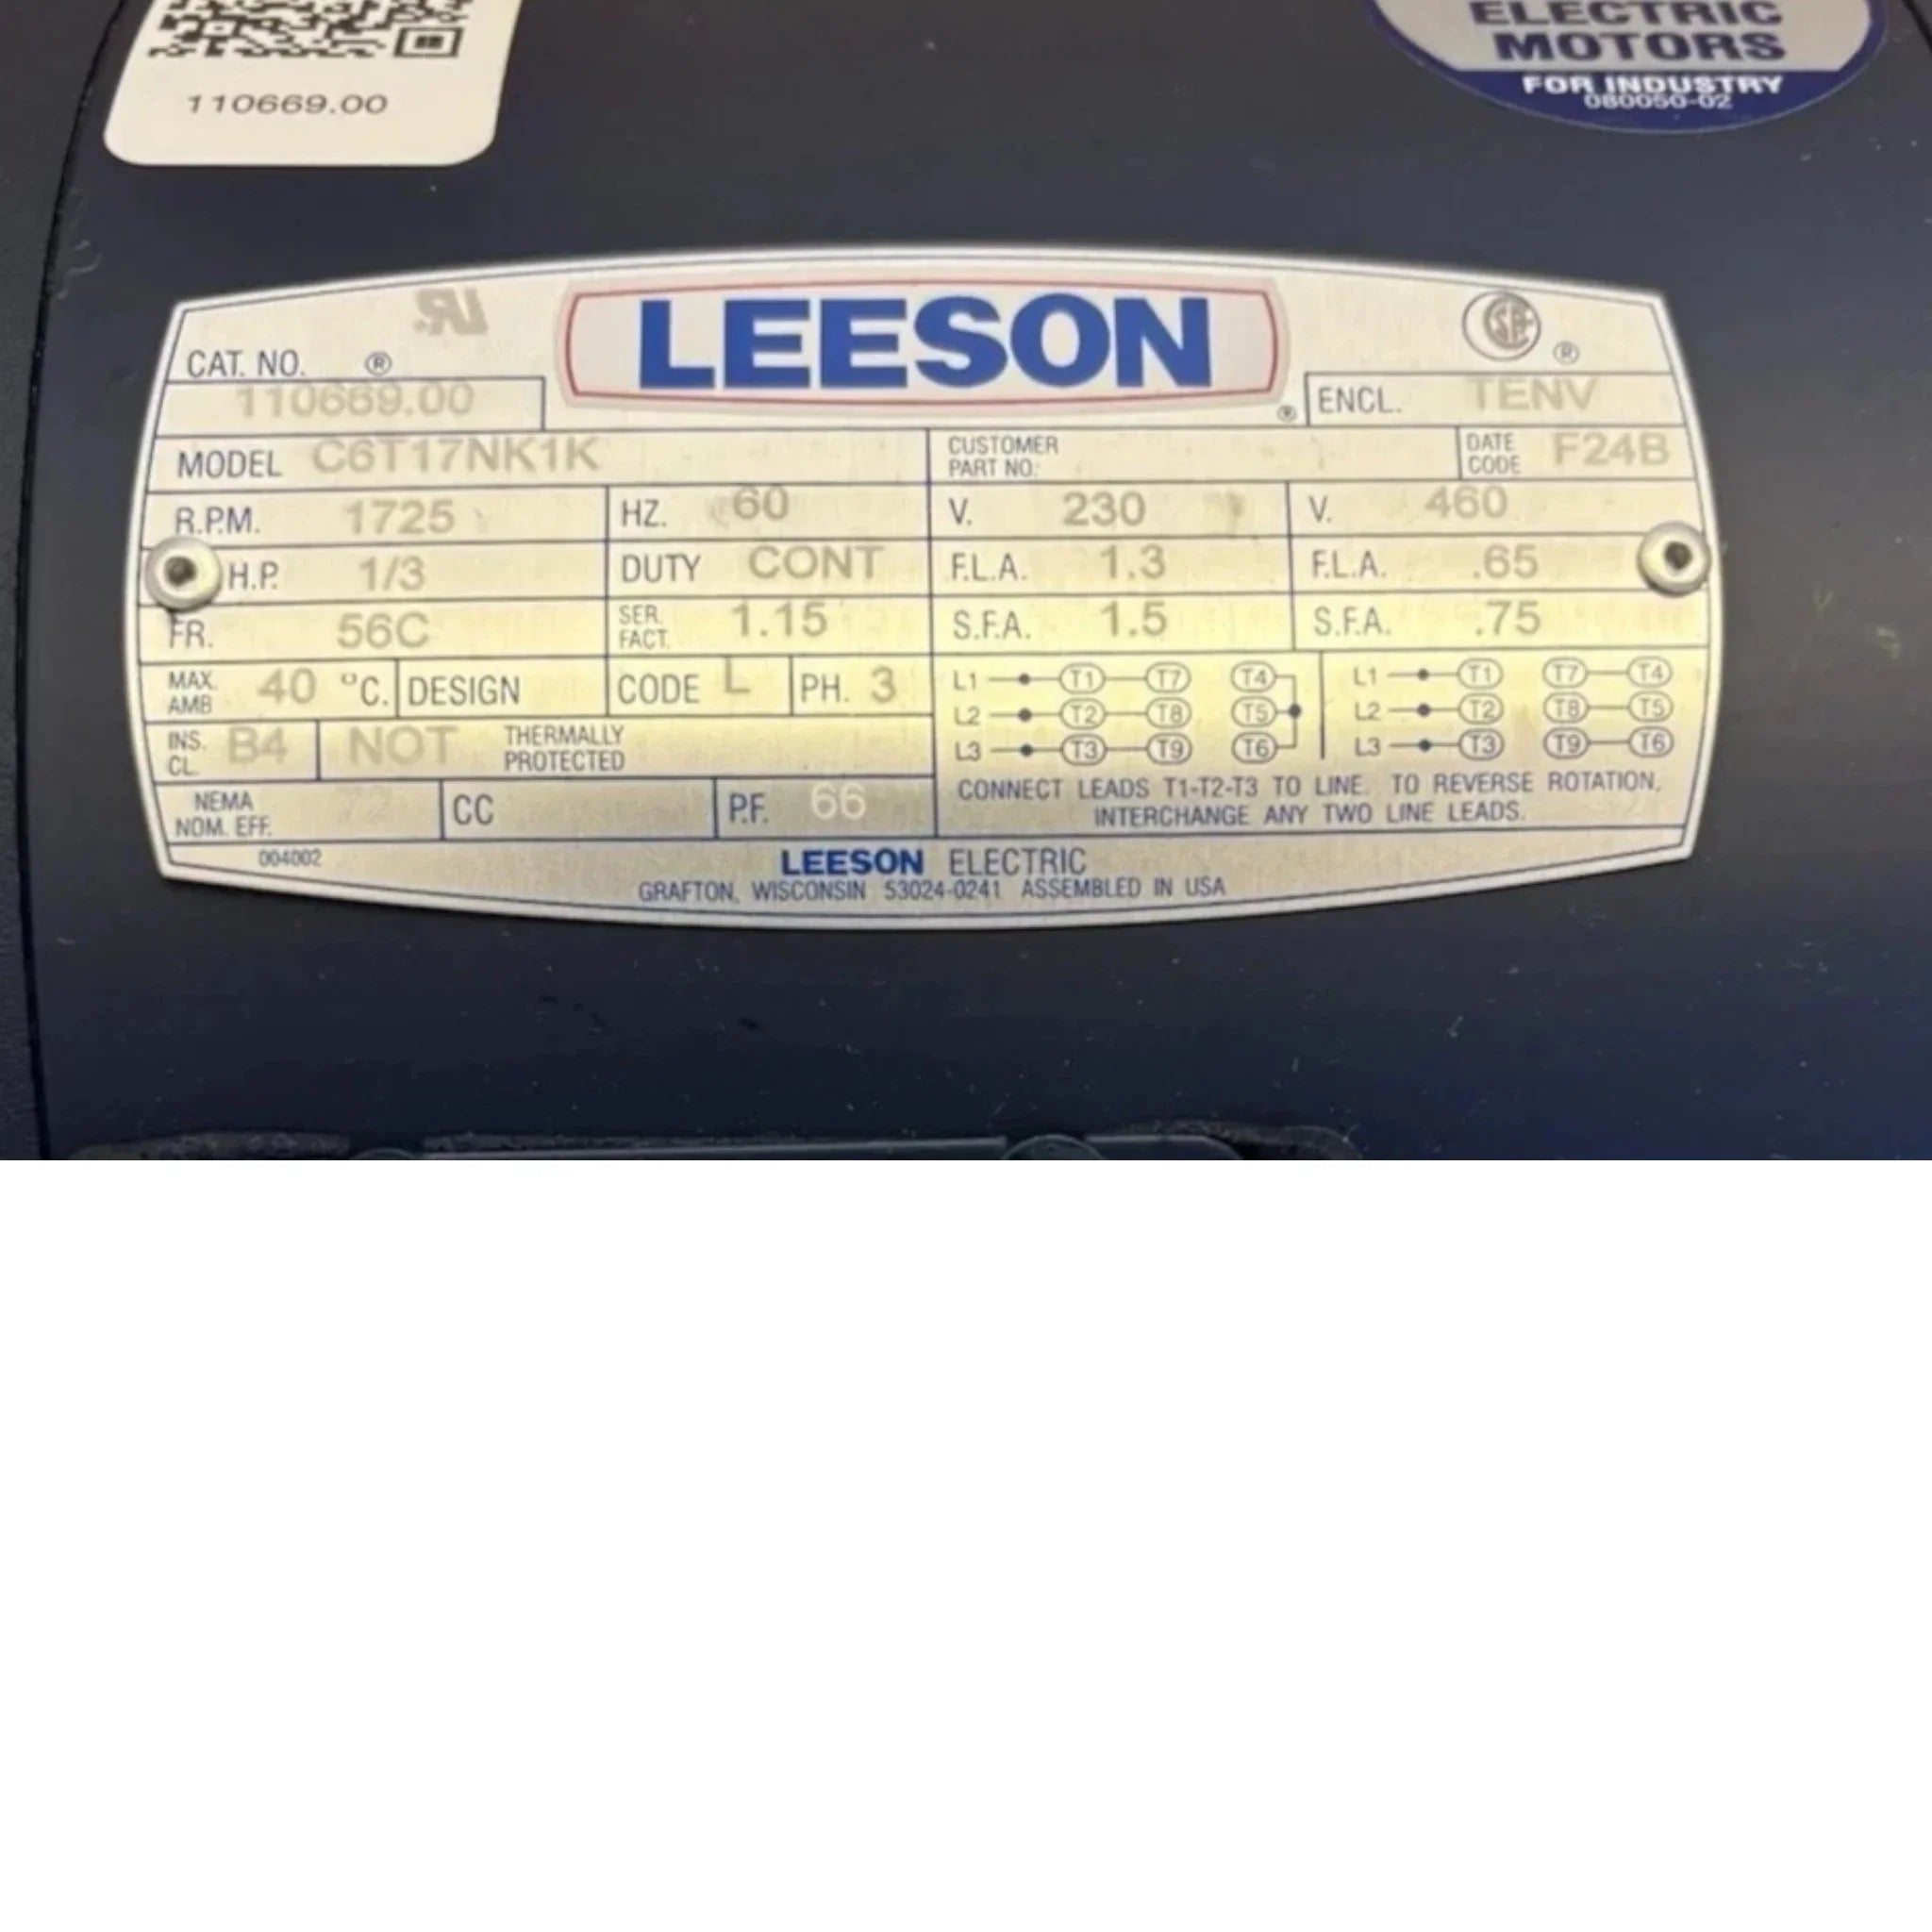 110669.00
ELECTRIC
MOTORS
FOR INDUSTRY
080050-02
LEESON ®
CAT. NO. ®
110669.00
ENCL. TENV
MODEL C6T17NK1K
CUSTOMER PART NO.
DATE CODE F24B
R.P.M. 1725 HZ. 60 V. 230 V. 460
H.P. 1/3 DUTY CONT F.L.A. 1.3 F.L.A. .65
FR. 56C SER. FACT. 1.15 S.F.A. 1.5 S.F.A. .75
MAX. AMB 40 °C. DESIGN CODE L PH. 3
INS. CL. B4 NOT THERMALLY PROTECTED
NEMA NOM. EFF. 72 CC P.F. 66
L1 T1 T7 T4 L1 T1 T7 T4
L2 T2 T8 T5 L2 T2 T8 T5
L3 T3 T9 T6 L3 T3 T9 T6
CONNECT LEADS T1-T2-T3 TO LINE. TO REVERSE ROTATION,
INTERCHANGE ANY TWO LINE LEADS.
004002
LEESON ELECTRIC
GRAFTON, WISCONSIN 53024-0241 ASSEMBLED IN USA